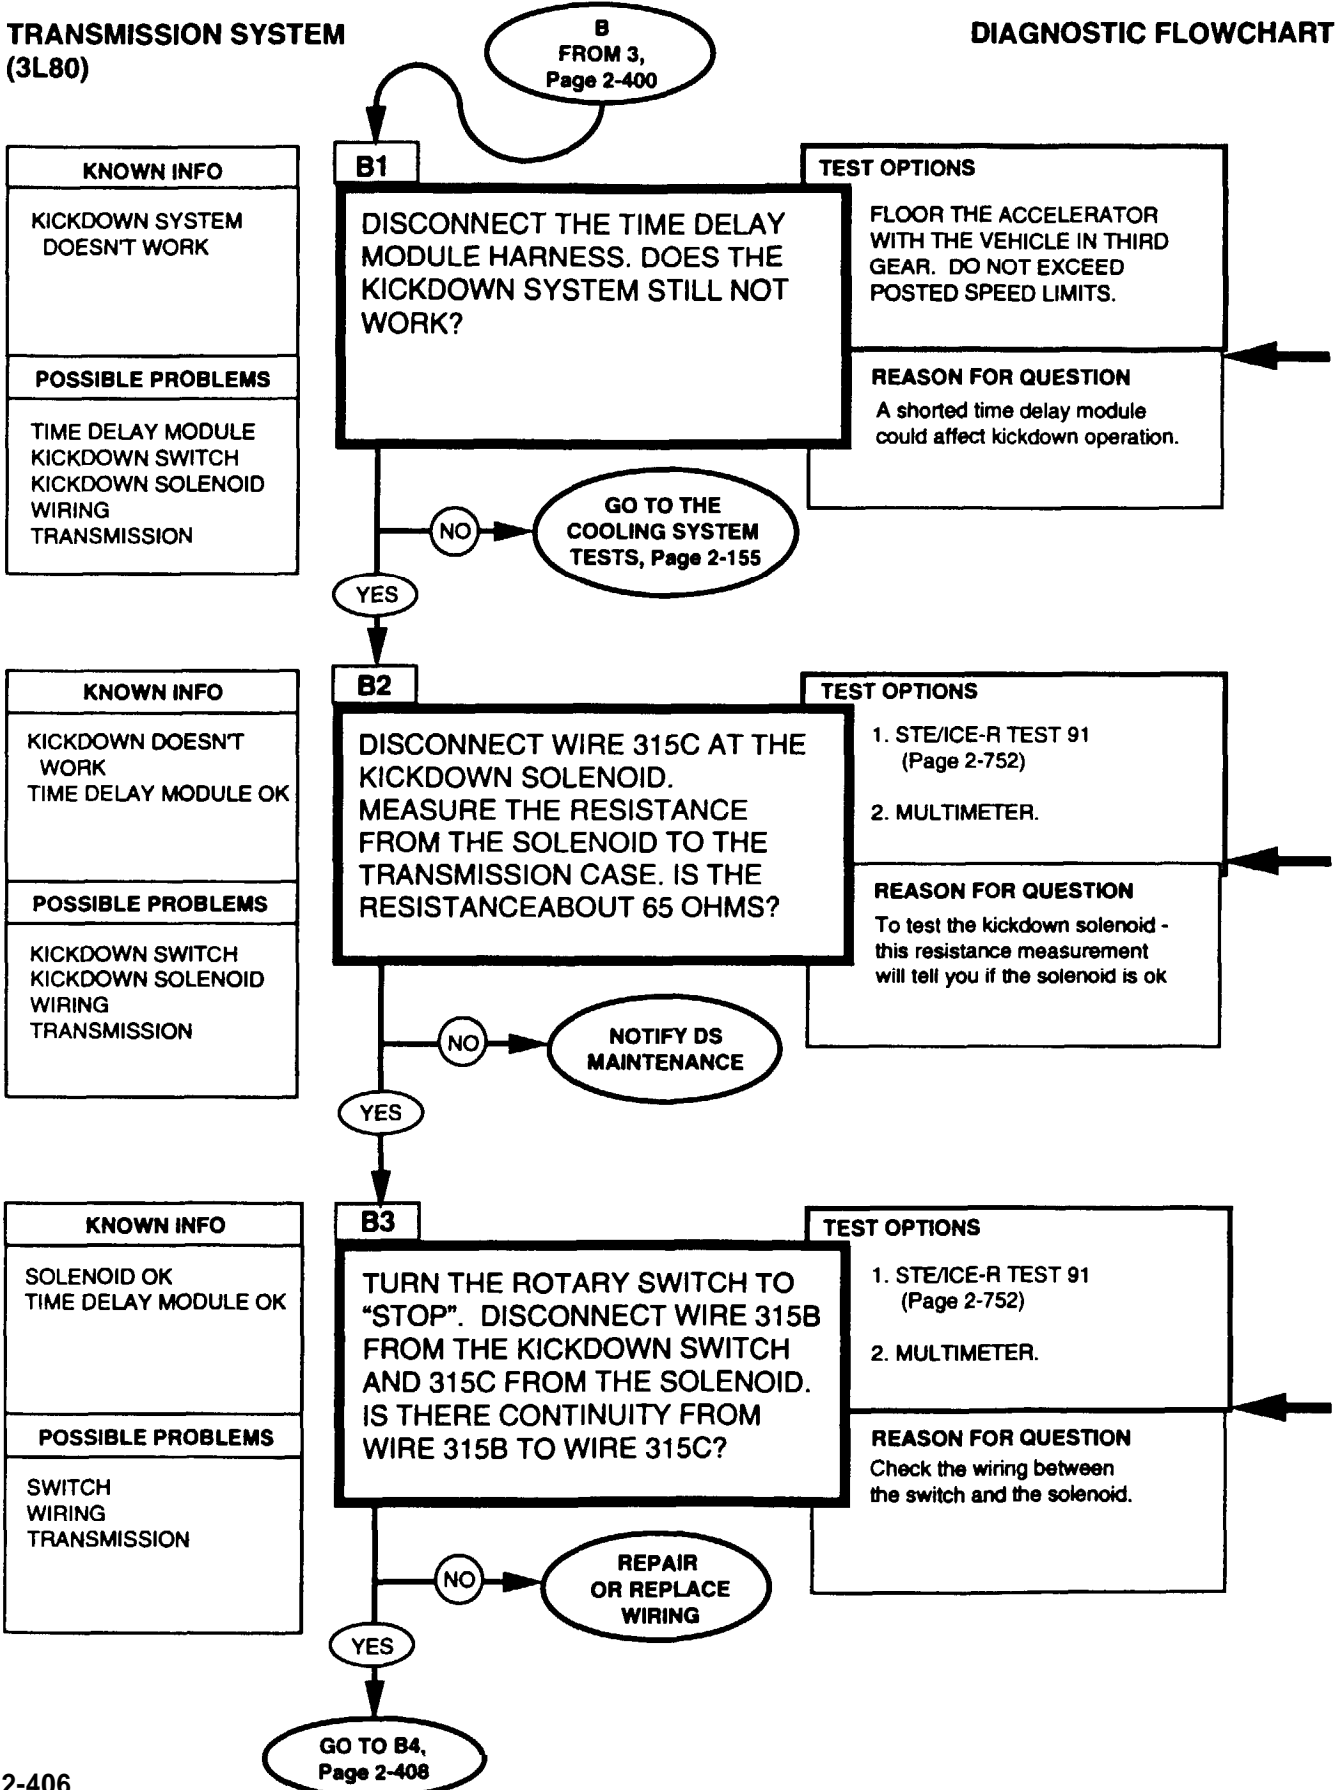 TRANSMISSION SYSTEM
(3L80)
DIAGNOSTIC FLOWCHART
B
FROM 3,
Page 2-400
KNOWN INFO
KICKDOWN SYSTEM
DOESN'T WORK
POSSIBLE PROBLEMS
TIME DELAY MODULE
KICKDOWN SWITCH
KICKDOWN SOLENOID
WIRING
TRANSMISSION
B1
DISCONNECT THE TIME DELAY
MODULE HARNESS. DOES THE
KICKDOWN SYSTEM STILL NOT
WORK?
TEST OPTIONS
FLOOR THE ACCELERATOR
WITH THE VEHICLE IN THIRD
GEAR. DO NOT EXCEED
POSTED SPEED LIMITS.
REASON FOR QUESTION
A shorted time delay module
could affect kickdown operation.
NO
GO TO THE
COOLING SYSTEM
TESTS, Page 2-155
YES
KNOWN INFO
KICKDOWN DOESN'T
WORK
TIME DELAY MODULE OK
POSSIBLE PROBLEMS
KICKDOWN SWITCH
KICKDOWN SOLENOID
WIRING
TRANSMISSION
B2
DISCONNECT WIRE 315C AT THE
KICKDOWN SOLENOID.
MEASURE THE RESISTANCE
FROM THE SOLENOID TO THE
TRANSMISSION CASE. IS THE
RESISTANCEABOUT 65 OHMS?
TEST OPTIONS
1. STE/ICE-R TEST 91
(Page 2-752)
2. MULTIMETER.
REASON FOR QUESTION
To test the kickdown solenoid -
this resistance measurement
will tell you if the solenoid is ok
NO
NOTIFY DS
MAINTENANCE
YES
KNOWN INFO
SOLENOID OK
TIME DELAY MODULE OK
POSSIBLE PROBLEMS
SWITCH
WIRING
TRANSMISSION
B3
TURN THE ROTARY SWITCH TO
“STOP”. DISCONNECT WIRE 315B
FROM THE KICKDOWN SWITCH
AND 315C FROM THE SOLENOID.
IS THERE CONTINUITY FROM
WIRE 315B TO WIRE 315C?
TEST OPTIONS
1. STE/ICE-R TEST 91
(Page 2-752)
2. MULTIMETER.
REASON FOR QUESTION
Check the wiring between
the switch and the solenoid.
NO
REPAIR
OR REPLACE
WIRING
YES
GO TO B4,
Page 2-408
2-406